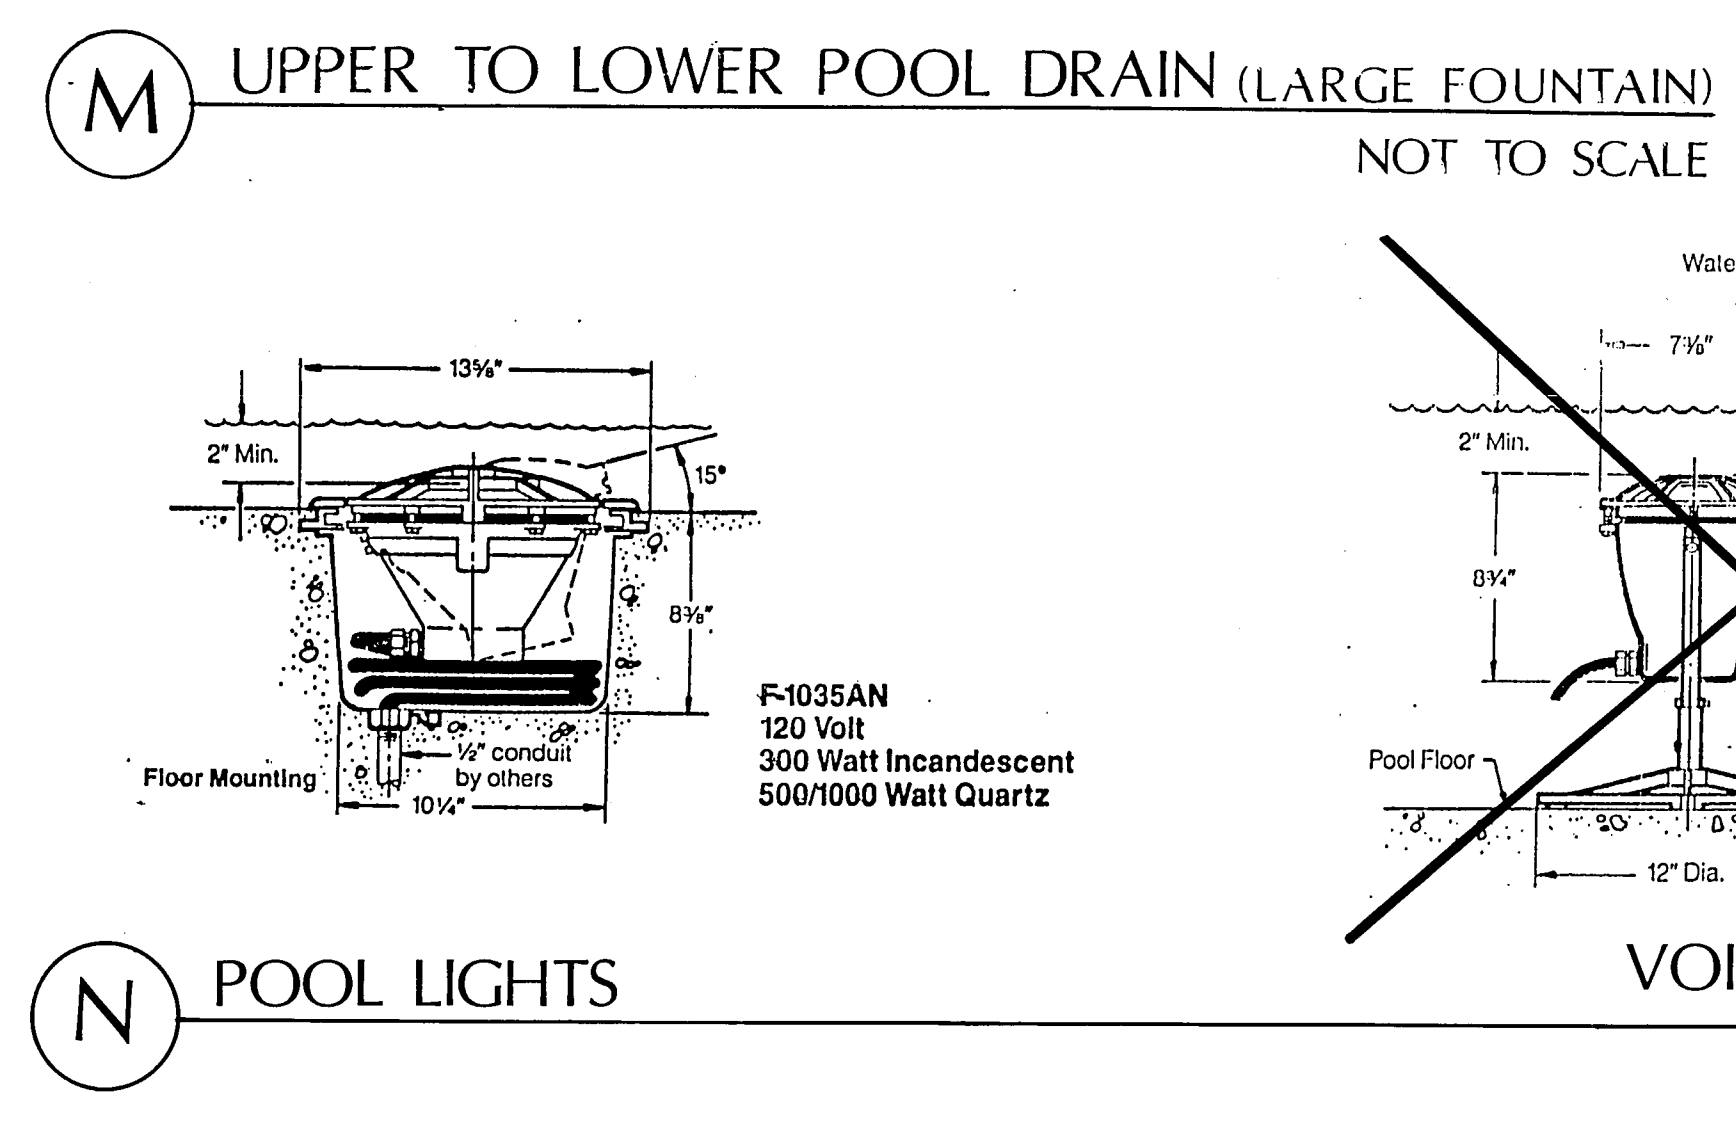 M
UPPER TO LOWER POOL DRAIN (LARGE FOUNTAIN)
NOT TO SCALE
13⅝"
2" Min.
15°
8⅜"
½" conduit
by others
Floor Mounting
10¼"
F-1035AN
120 Volt
300 Watt Incandescent
500/1000 Watt Quartz
7⅛"
2" Min.
8¾"
Pool Floor
12" Dia.
N
POOL LIGHTS
VOI